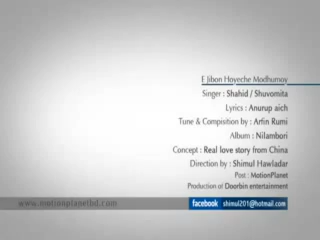 E Jibon Hoyeche Modhumoy
Singer : Shahid / Shuvomita
Lyrics : Anurup aich
Tune & Compisition by : Arfin Rumi
Album : Nilambori
Concept : Real love story from China
Direction by : Shimul Hawladar
Post : MotionPlanet
Production of Doorbin entertainment
www.motionplanetbd.com facebook shimul201@hotmail.com